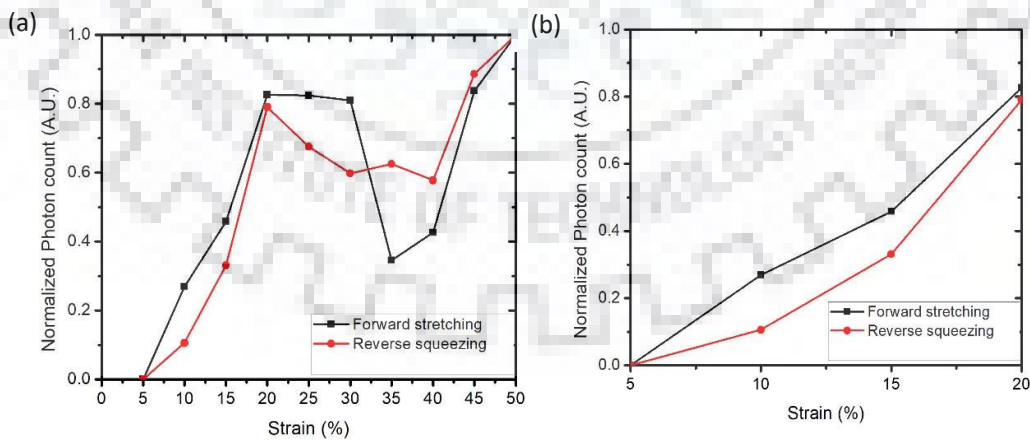 (a)
Normalized Photon count (A.U.)
1.0
0.8
0.6
0.4
0.2
0.0
0 5 10 15 20 25 30 35 40 45 50
Strain (%)
Forward stretching
Reverse squeezing
(b)
Normalized Photon count (A.U.)
1.0
0.8
0.6
0.4
0.2
0.0
5 10 15 20
Strain (%)
Forward stretching
Reverse squeezing